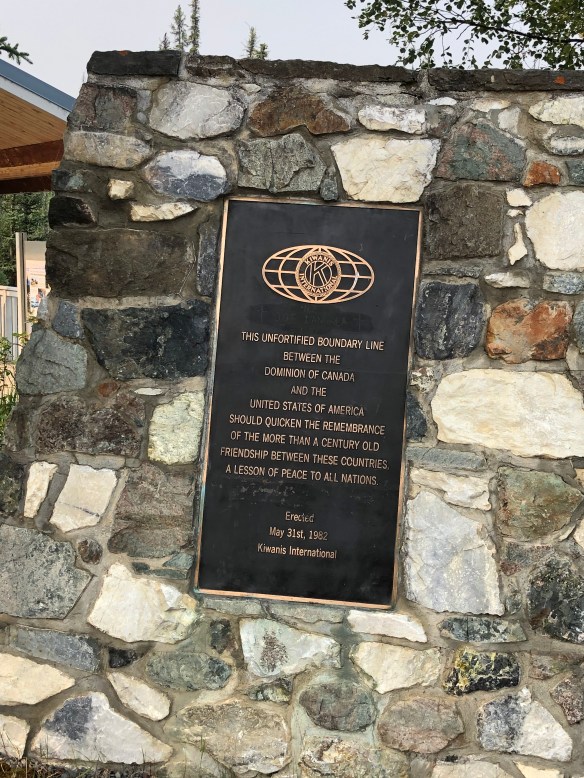 KIWANIS
K
INTERNATIONAL
THIS UNFORTIFIED BOUNDARY LINE
BETWEEN THE
DOMINION OF CANADA
AND THE
UNITED STATES OF AMERICA
SHOULD QUICKEN THE REMEMBRANCE
OF THE MORE THAN A CENTURY OLD
FRIENDSHIP BETWEEN THESE COUNTRIES,
A LESSON OF PEACE TO ALL NATIONS.
Erected
May 31st, 1982
Kiwanis International